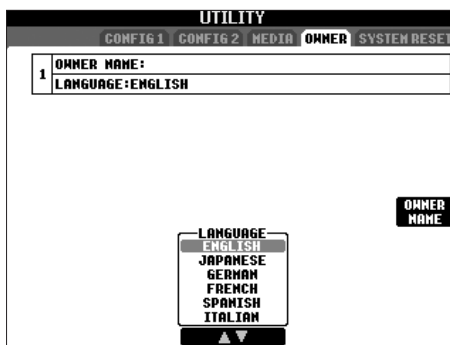 UTILITY
CONFIG 1 CONFIG 2 MEDIA OWNER SYSTEM RESET
1 OWNER NAME:
LANGUAGE:ENGLISH
OWNER
NAME
LANGUAGE
ENGLISH
JAPANESE
GERMAN
FRENCH
SPANISH
ITALIAN